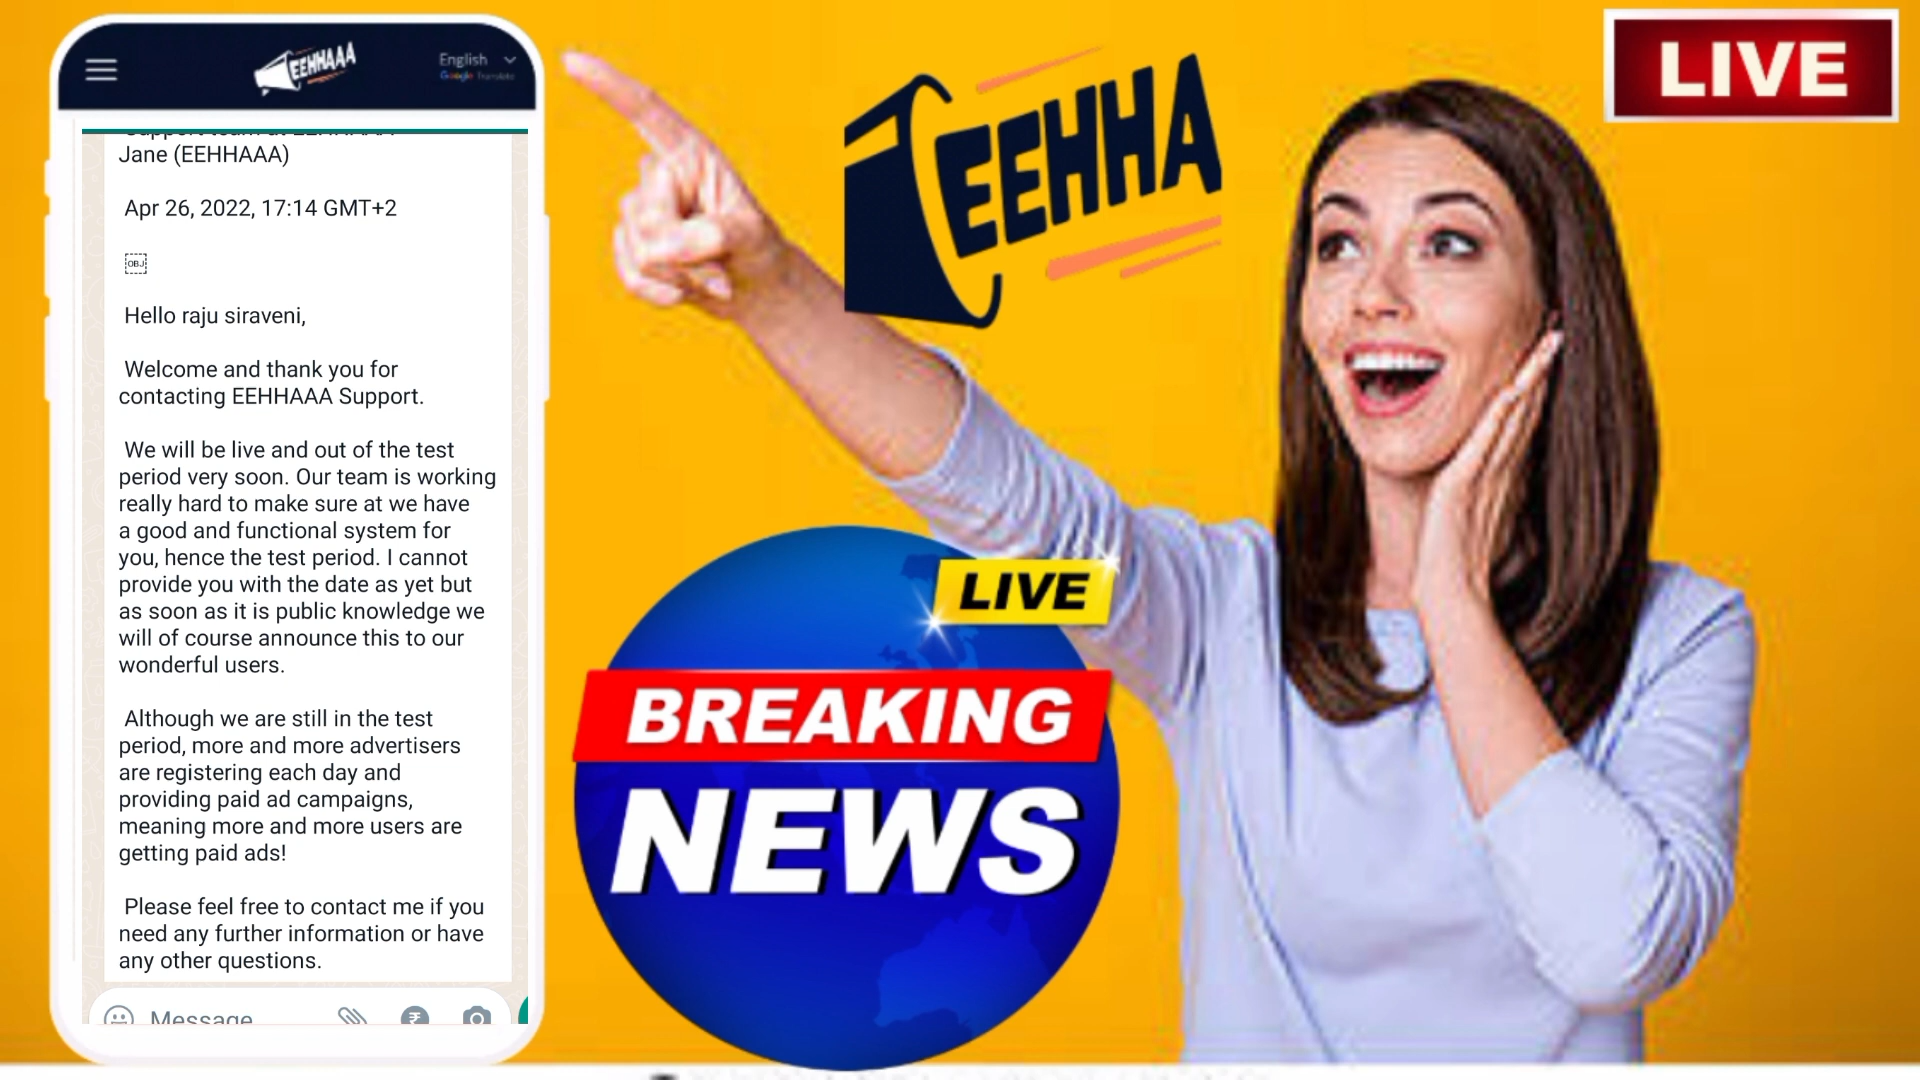 EEHHAAA
English
Google Translate
Jane (EEHHAAA)
Apr 26, 2022, 17:14 GMT+2
OBJ
Hello raju siraveni,
Welcome and thank you for
contacting EEHHAAA Support.
We will be live and out of the test
period very soon. Our team is working
really hard to make sure at we have
a good and functional system for
you, hence the test period. I cannot
provide you with the date as yet but
as soon as it is public knowledge we
will of course announce this to our
wonderful users.
Although we are still in the test
period, more and more advertisers
are registering each day and
providing paid ad campaigns,
meaning more and more users are
getting paid ads!
Please feel free to contact me if you
need any further information or have
any other questions.
Message
EEHHA
LIVE
LIVE
BREAKING
NEWS